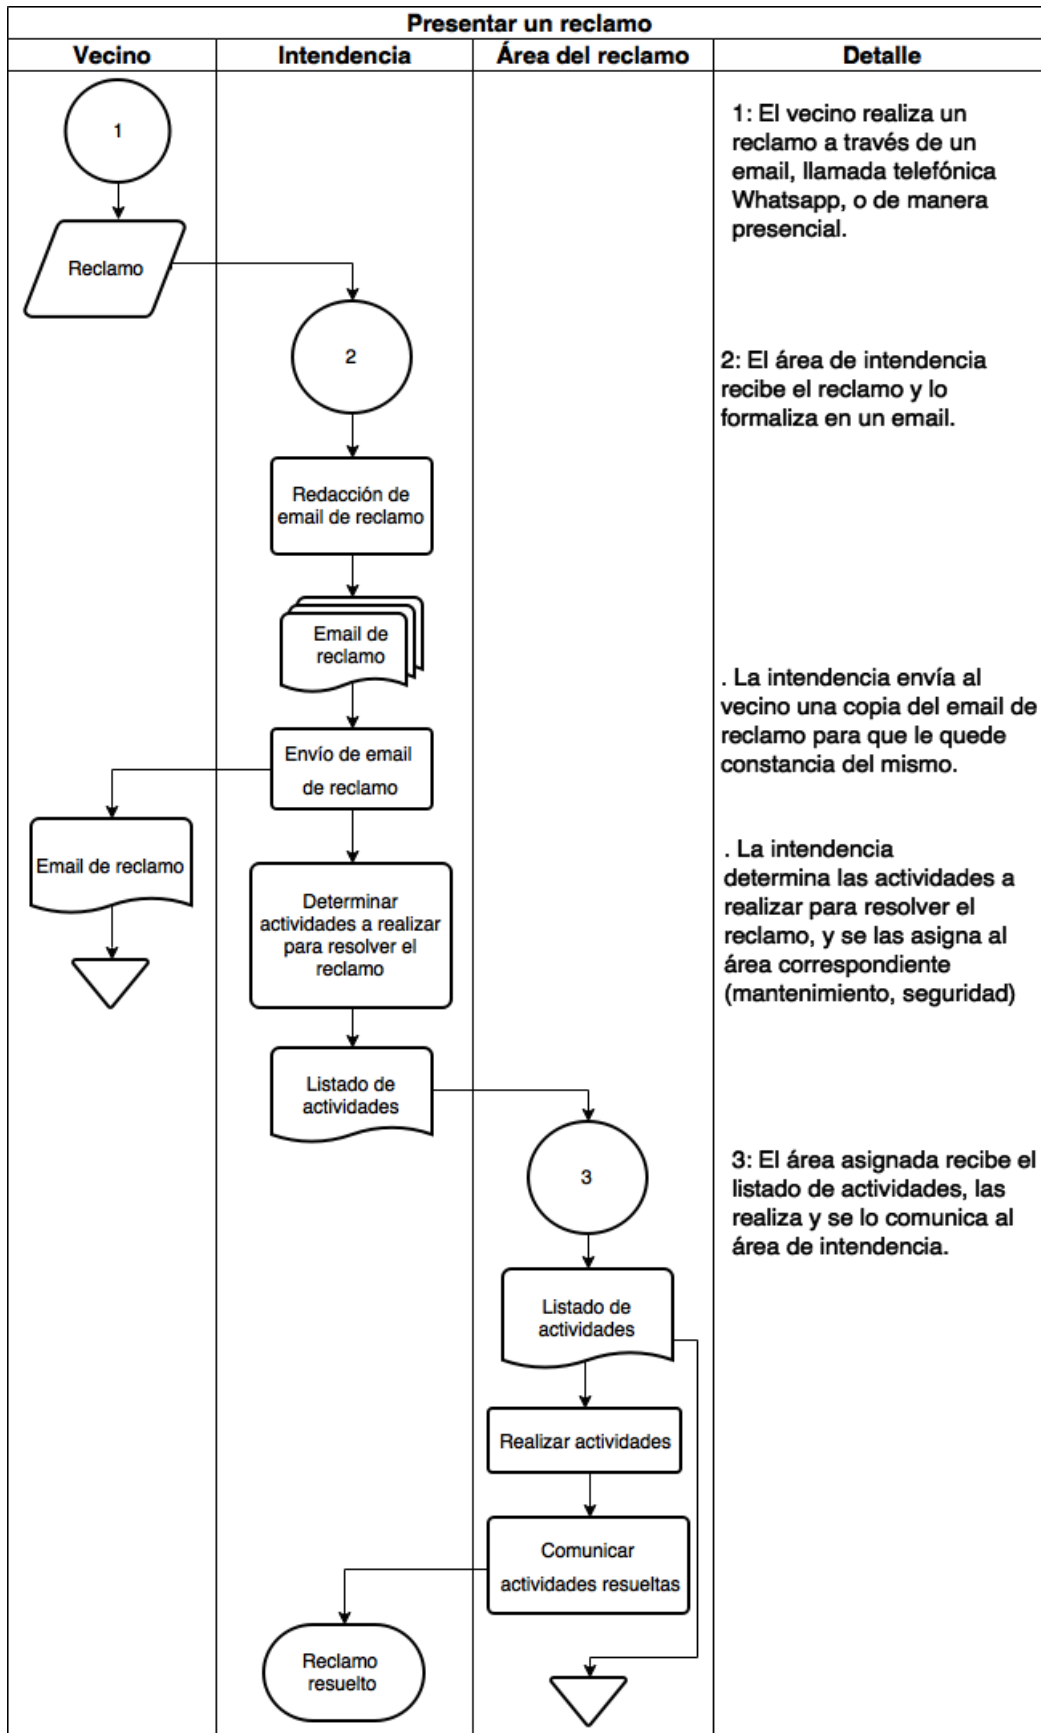 Presentar un reclamo
Vecino
Intendencia
Área del reclamo
Detalle
1
1: El vecino realiza un
reclamo a través de un
email, llamada telefónica
Whatsapp, o de manera
presencial.
Reclamo
2
2: El área de intendencia
recibe el reclamo y lo
formaliza en un email.
Redacción de
email de reclamo
Email de
reclamo
. La intendencia envía al
vecino una copia del email de
reclamo para que le quede
constancia del mismo.
Envío de email
de reclamo
Email de reclamo
. La intendencia
determina las actividades a
realizar para resolver el
reclamo, y se las asigna al
área correspondiente
(mantenimiento, seguridad)
Determinar
actividades a realizar
para resolver el
reclamo
Listado de
actividades
3
3: El área asignada recibe el
listado de actividades, las
realiza y se lo comunica al
área de intendencia.
Listado de
actividades
Realizar actividades
Comunicar
actividades resueltas
Reclamo
resuelto